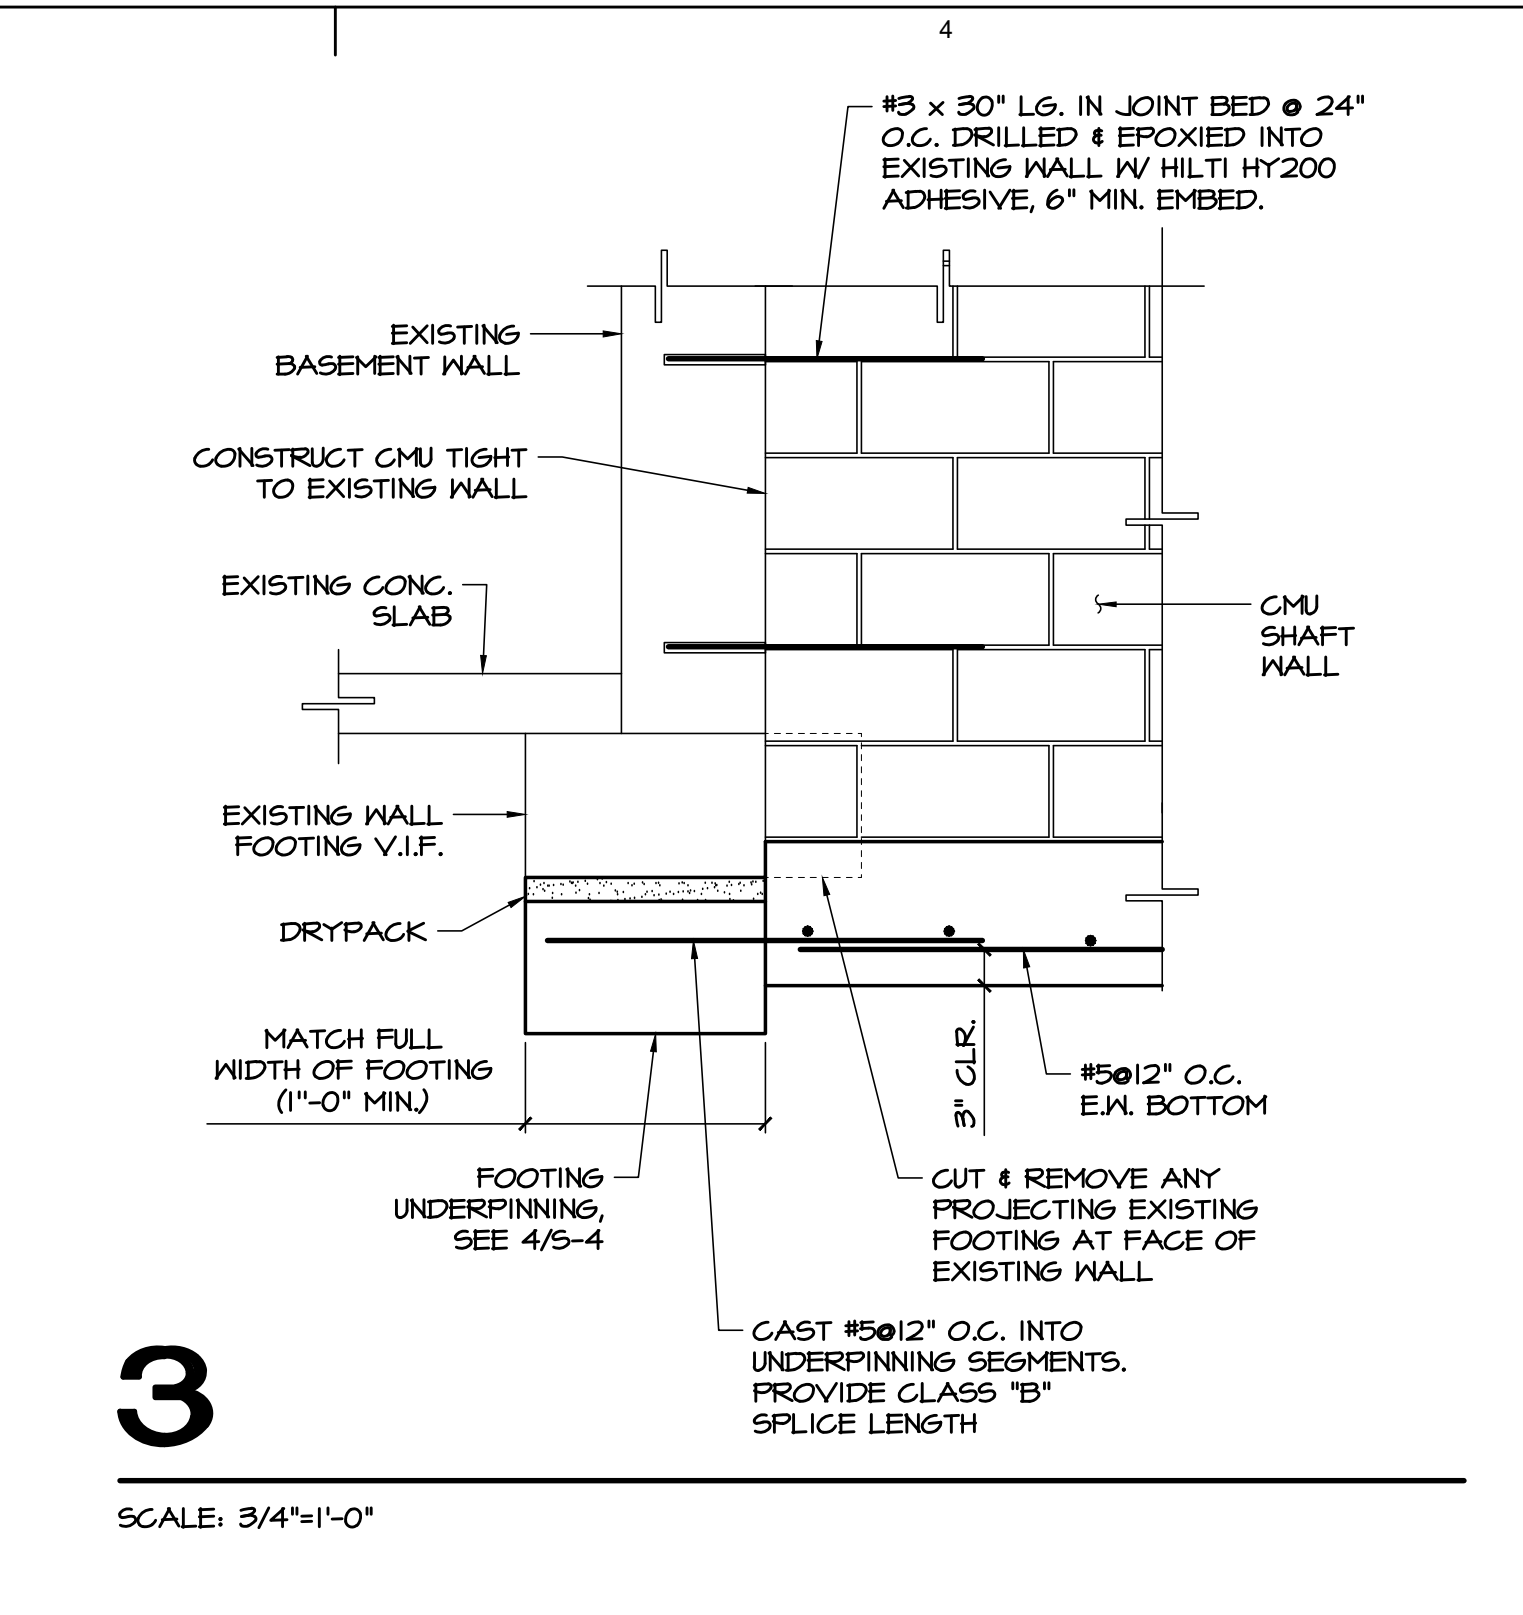 4
#3 x 30" LG. IN JOINT BED @ 24"
O.C. DRILLED & EPOXIED INTO
EXISTING WALL W/ HILTI HY200
ADHESIVE, 6" MIN. EMBED.
EXISTING
BASEMENT WALL
CONSTRUCT CMU TIGHT
TO EXISTING WALL
EXISTING CONC.
SLAB
CMU
SHAFT
WALL
EXISTING WALL
FOOTING V.I.F.
DRYPACK
MATCH FULL
WIDTH OF FOOTING
(1"-0" MIN.)
3" CLR.
#5@12" O.C.
E.W. BOTTOM
FOOTING
UNDERPINNING,
SEE 4/S-4
CUT & REMOVE ANY
PROJECTING EXISTING
FOOTING AT FACE OF
EXISTING WALL
CAST #5@12" O.C. INTO
UNDERPINNING SEGMENTS.
PROVIDE CLASS "B"
SPLICE LENGTH
3
SCALE: 3/4"=1'-0"